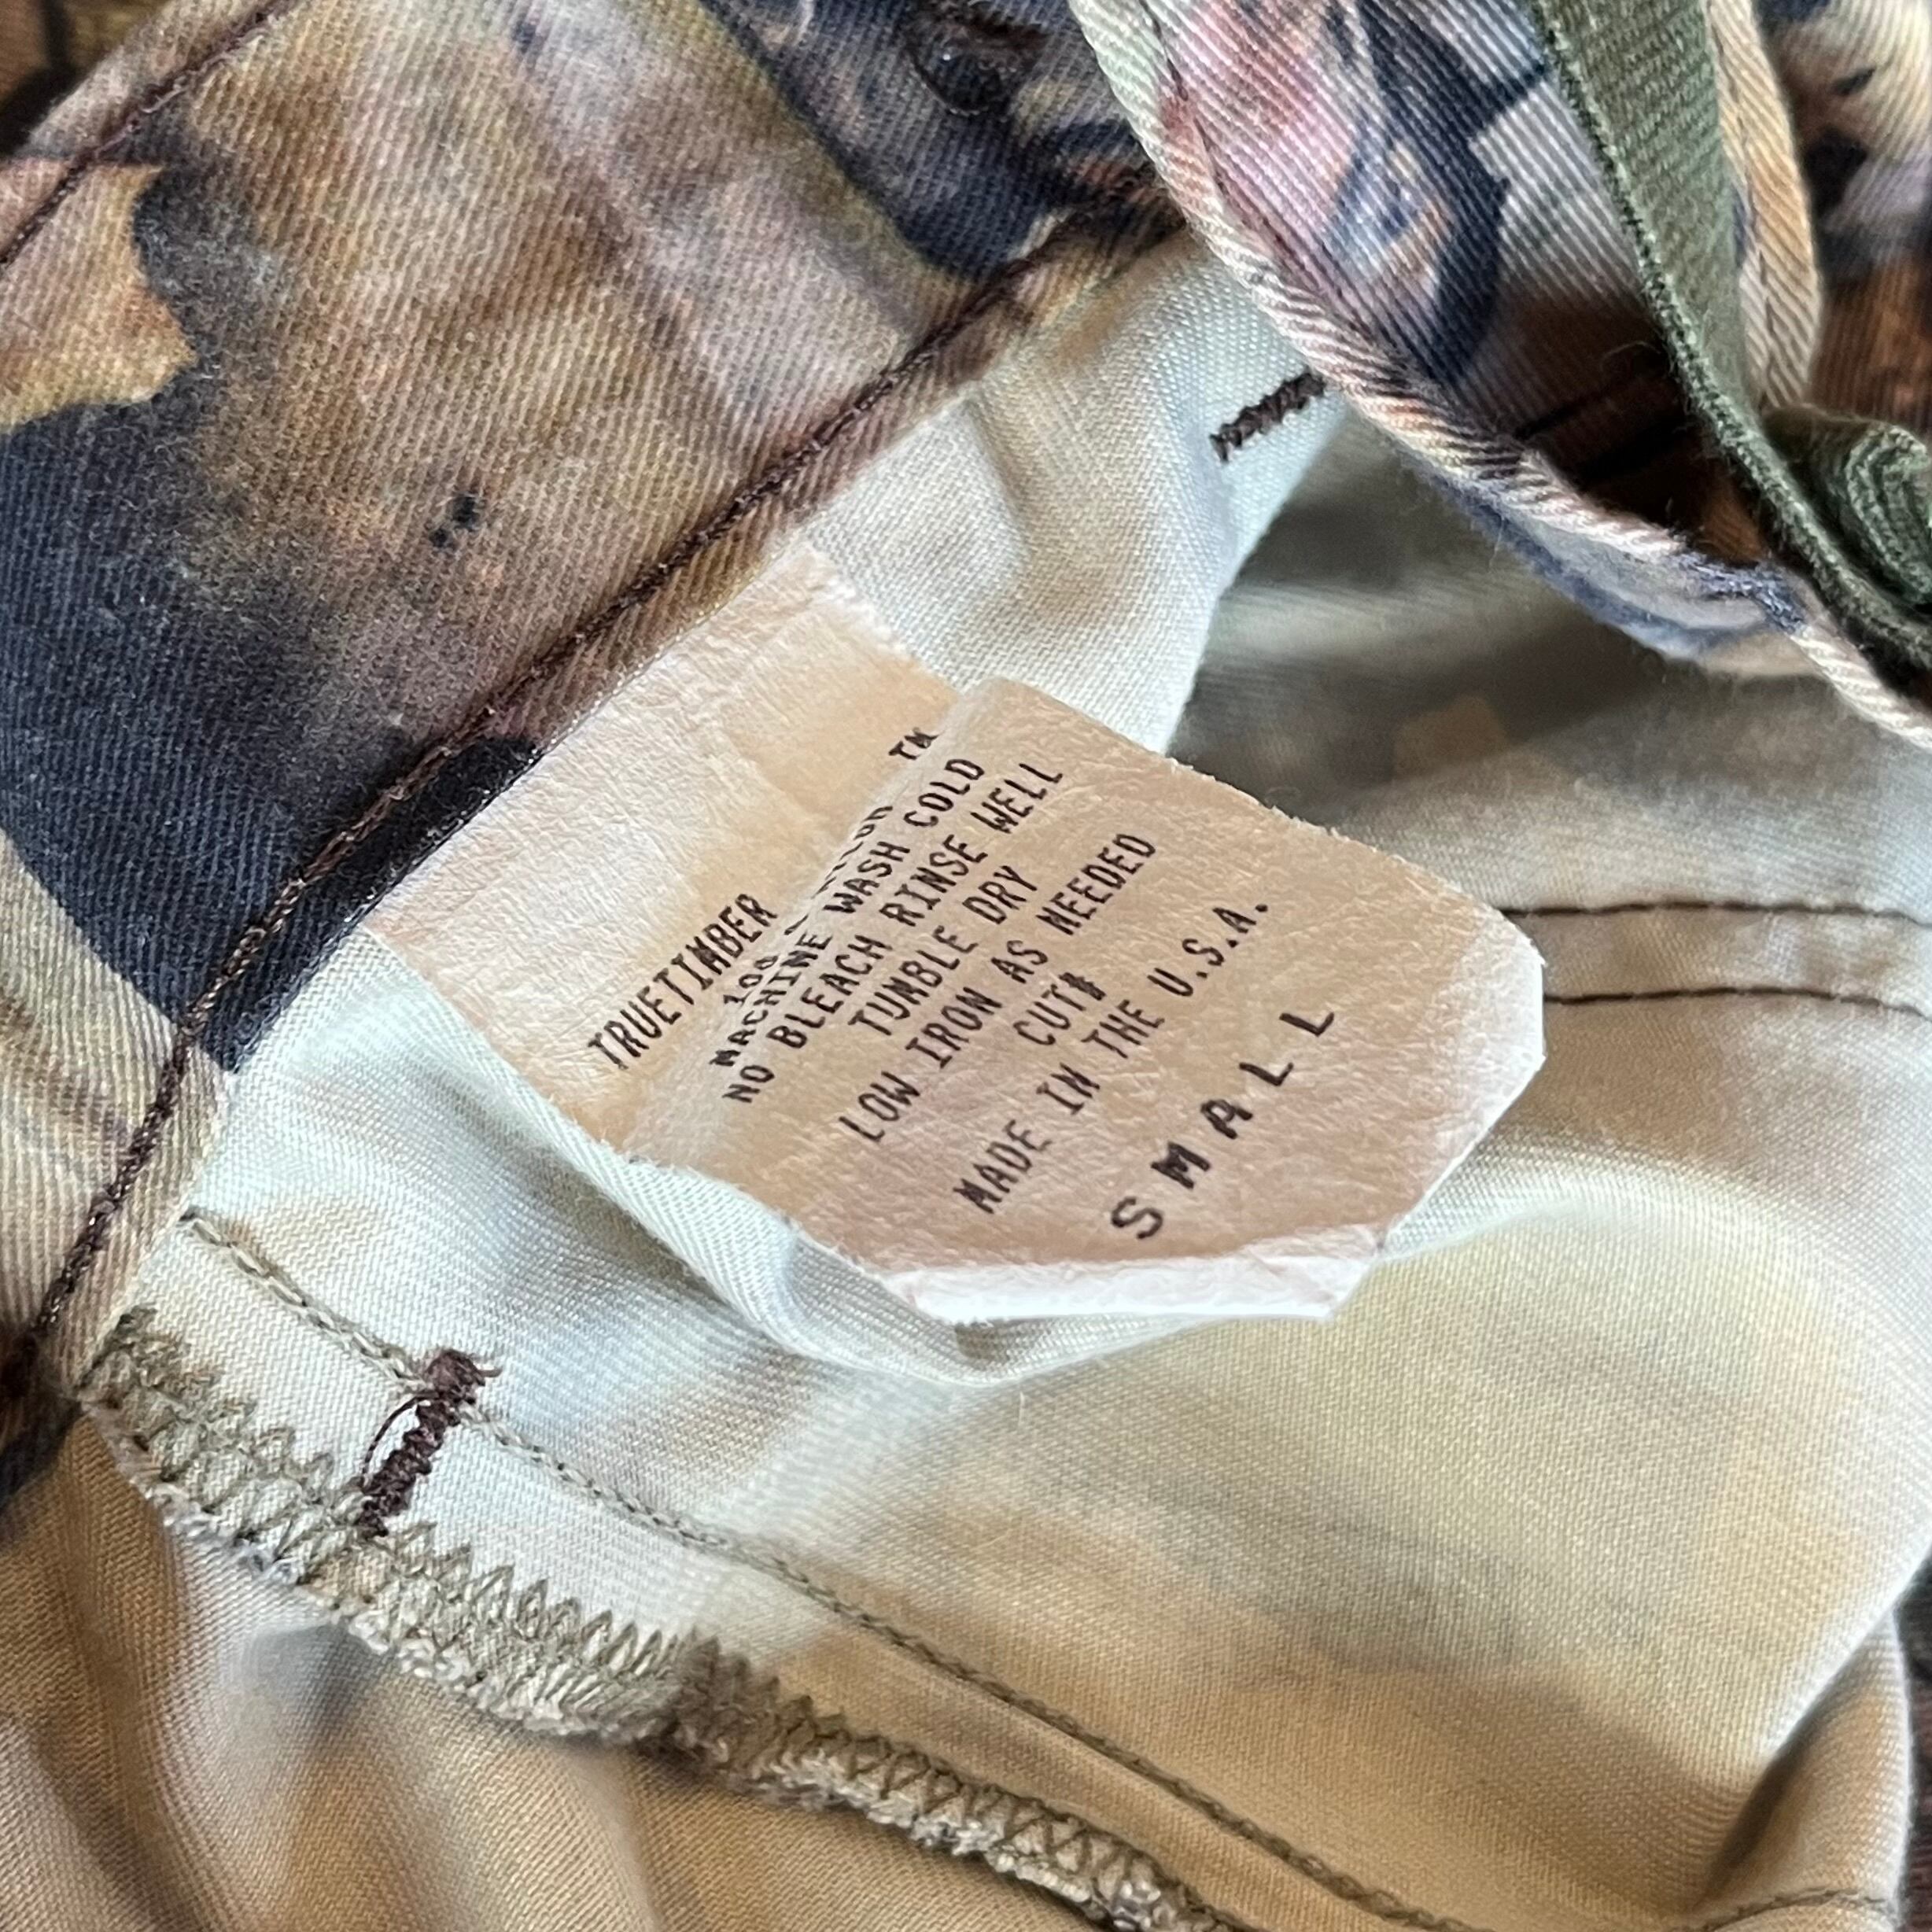 TRUETIMBER TM
100
MACHINE WASH COLD
NO BLEACH RINSE WELL
TUMBLE DRY
LOW IRON AS NEEDED
CUT#
MADE IN THE U.S.A.
SMALL